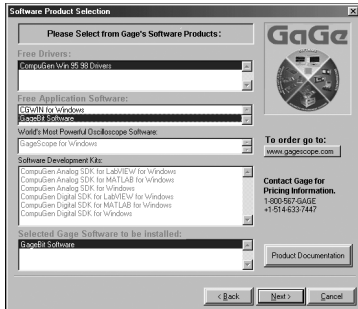 Software Product Selection
Please Select from Gage's Software Products:
GaGe
Free Drivers:
CompuGen Win 95 98 Drivers
Free Application Software:
CGWIN for Windows
GageBit Software
World's Most Powerful Oscilloscope Software:
GageScope for Windows
Software Development Kits:
CompuGen Analog SDK for LabVIEW for Windows
CompuGen Analog SDK for MATLAB for Windows
CompuGen Analog SDK for Windows
CompuGen Digital SDK for LabVIEW for Windows
CompuGen Digital SDK for MATLAB for Windows
CompuGen Digital SDK for Windows
Selected Gage Software to be installed:
GageBit Software
To order go to:
www.gagescope.com
Contact Gage for
Pricing Information.
1-800-567-GAGE
+1-514-633-7447
Product Documentation
< Back
Next >
Cancel